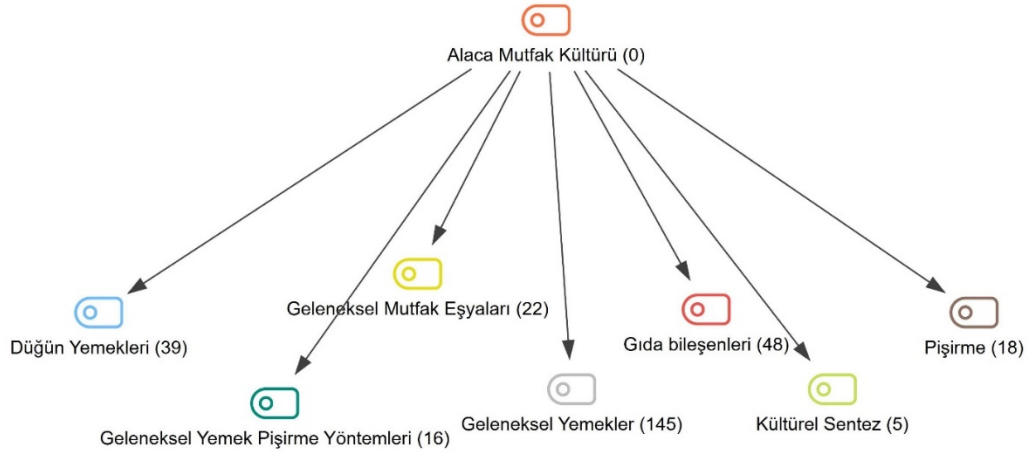 Alaca Mutfak Kültürü (0)
Geleneksel Mutfak Eşyaları (22)
Düğün Yemekleri (39)
Gıda bileşenleri (48)
Pişirme (18)
Geleneksel Yemek Pişirme Yöntemleri (16)
Geleneksel Yemekler (145)
Kültürel Sentez (5)